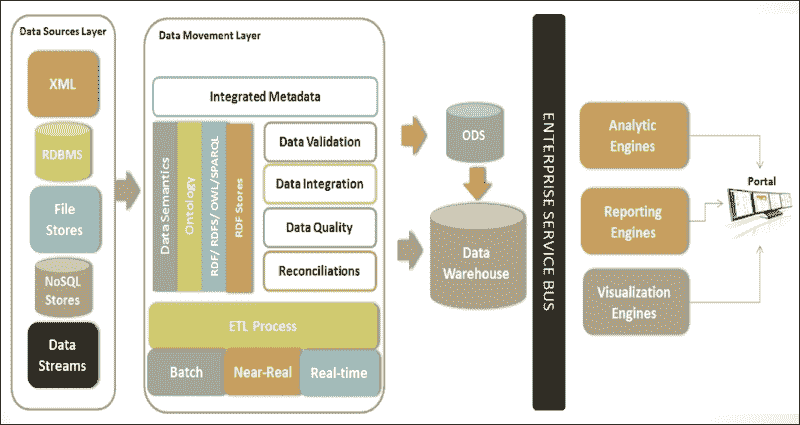 Data Sources Layer
XML
RDBMS
File
Stores
NoSQL
Stores
Data
Streams
Data Movement Layer
Integrated Metadata
Data Semantics
Ontology
RDF/ RDFS/ OWL/SPARQL
RDF Stores
Data Validation
Data Integration
Data Quality
Reconciliations
ETL Process
Batch
Near-Real
Real-time
ODS
Data
Warehouse
ENTERPRISE SERVICE BUS
Analytic
Engines
Reporting
Engines
Visualization
Engines
Portal